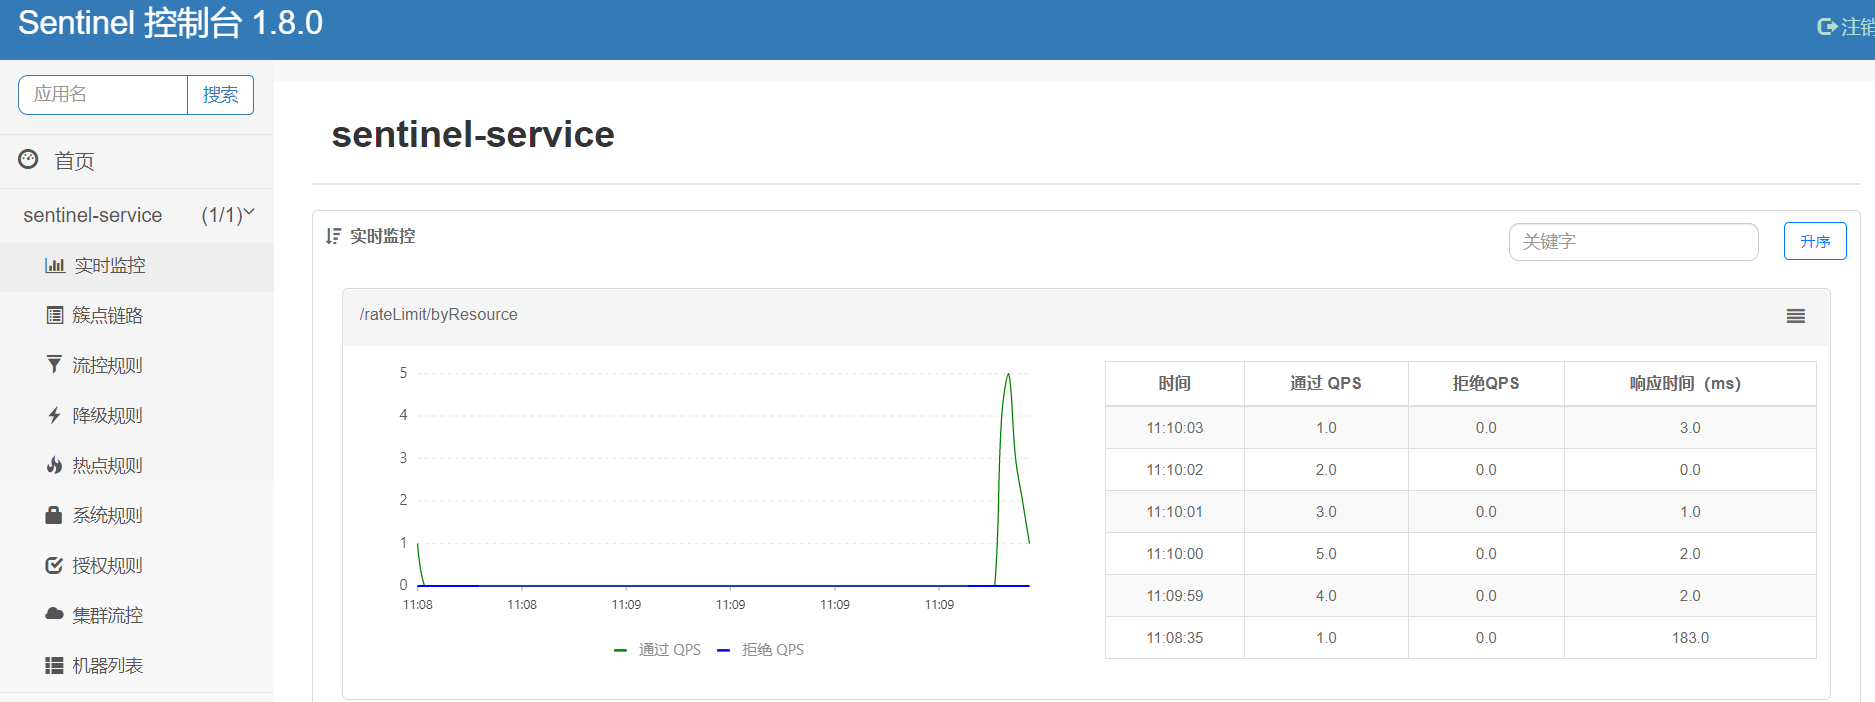 Sentinel 控制台 1.8.0
注销
应用名 搜索
首页
sentinel-service (1/1)
实时监控
簇点链路
流控规则
降级规则
热点规则
系统规则
授权规则
集群流控
机器列表
sentinel-service
实时监控 关键字 升序
/rateLimit/byResource
5
4
3
2
1
0
11:08 11:08 11:09 11:09 11:09 11:09
通过 QPS 拒绝 QPS
时间 通过 QPS 拒绝QPS 响应时间（ms）
11:10:03 1.0 0.0 3.0
11:10:02 2.0 0.0 0.0
11:10:01 3.0 0.0 1.0
11:10:00 5.0 0.0 2.0
11:09:59 4.0 0.0 2.0
11:08:35 1.0 0.0 183.0